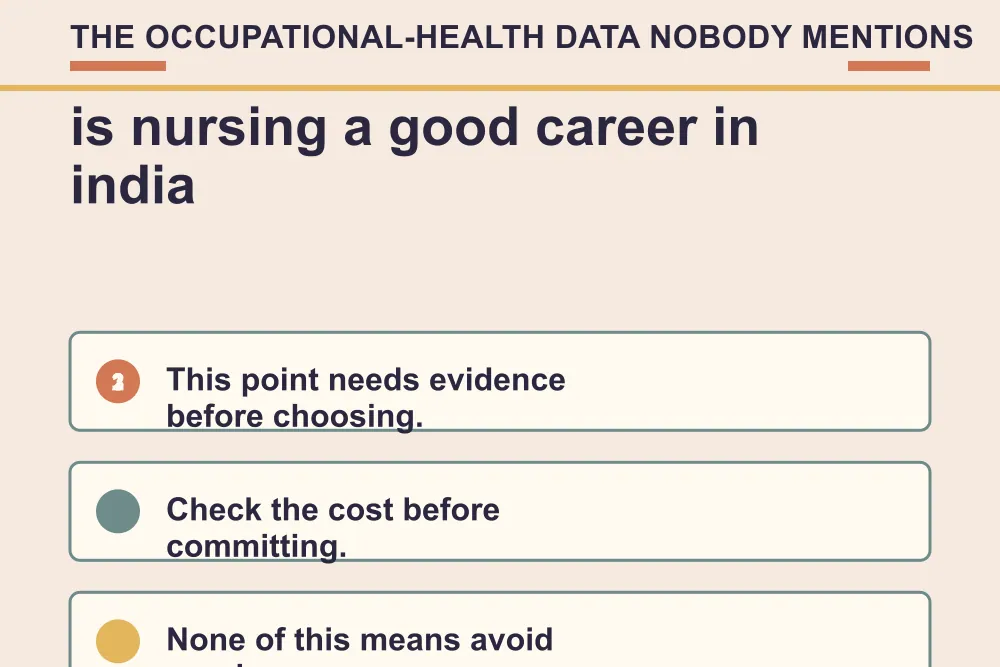 THE OCCUPATIONAL-HEALTH DATA NOBODY MENTIONS
is nursing a good career in
india
This point needs evidence
before choosing.
Check the cost before
committing.
None of this means avoid